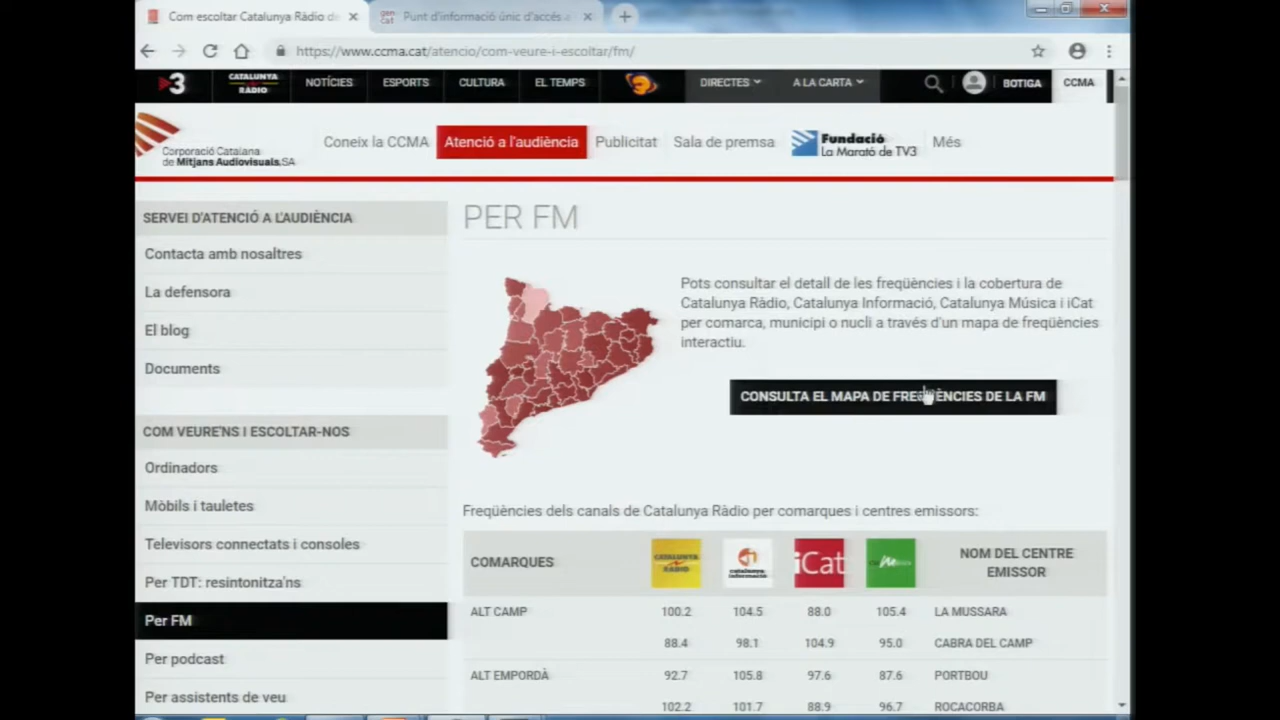 Com escoltar Catalunya Ràdio de
Punt d'informació únic d'accés a
https://www.ccma.cat/atencio/com-veure-i-escoltar/fm/
3 CATALUNYA RÀDIO NOTÍCIES ESPORTS CULTURA EL TEMPS 3 DIRECTES A LA CARTA BOTIGA CCMA
Corporació Catalana
de Mitjans Audiovisuals, SA
Coneix la CCMA Atenció a l'audiència Publicitat Sala de premsa Fundació La Marató de TV3 Més
SERVEI D'ATENCIÓ A L'AUDIÈNCIA
Contacta amb nosaltres
La defensora
El blog
Documents
COM VEURE'NS I ESCOLTAR-NOS
Ordinadors
Mòbils i tauletes
Televisors connectats i consoles
Per TDT: resintonitza'ns
Per FM
Per podcast
Per assistents de veu
PER FM
Pots consultar el detall de les freqüències i la cobertura de
Catalunya Ràdio, Catalunya Informació, Catalunya Música i iCat
per comarca, municipi o nucli a través d'un mapa de freqüències
interactiu.
CONSULTA EL MAPA DE FREQÜÈNCIES DE LA FM
Freqüències dels canals de Catalunya Ràdio per comarques i centres emissors:
COMARQUES CATALUNYA RÀDIO catalunya informació iCat NOM DEL CENTRE EMISSOR
ALT CAMP 100.2 104.5 88.0 105.4 LA MUSSARA
88.4 98.1 104.9 95.0 CABRA DEL CAMP
ALT EMPORDÀ 92.7 105.8 97.6 87.6 PORTBOU
102.2 101.7 88.9 96.7 ROCACORBA